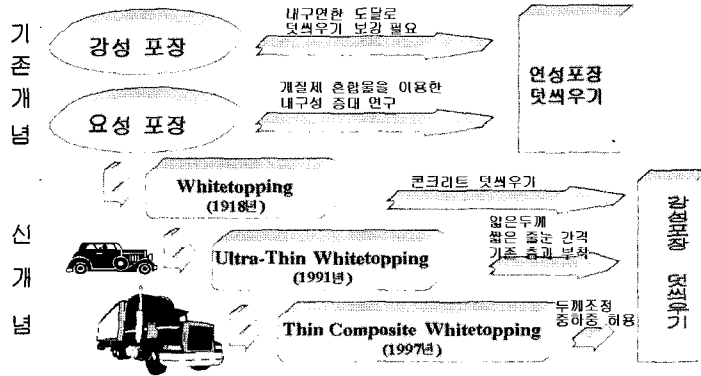 기존개념
강성 포장
내구연한 도달로
덧씌우기 보강 필요
요성 포장
개질제 혼합물을 이용한
내구성 증대 연구
연성포장
덧씌우기
신개념
Whitetopping
(1918년)
콘크리트 덧씌우기
Ultra-Thin Whitetopping
(1991년)
얇은두께
짧은 줄눈 간격
기존 층과 부착
Thin Composite Whitetopping
(1997년)
두께조정
중하중 허용
강성포장 덧씌우기